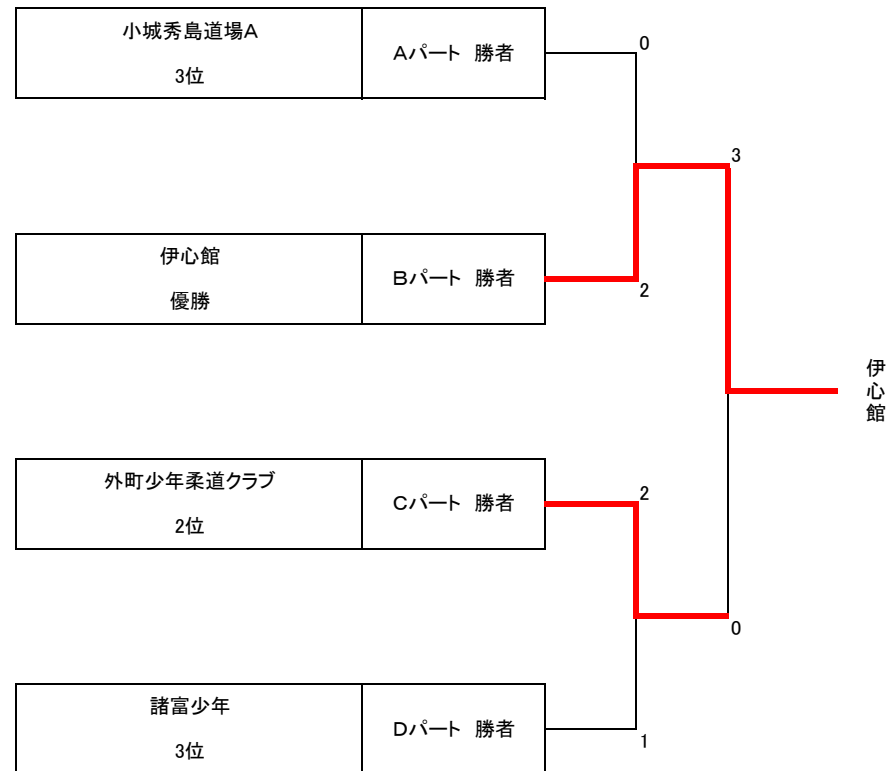 小城秀島道場A
3位
Aパート 勝者
0
3
伊心館
優勝
Bパート 勝者
2
伊心館
外町少年柔道クラブ
2位
Cパート 勝者
2
0
諸富少年
3位
Dパート 勝者
1